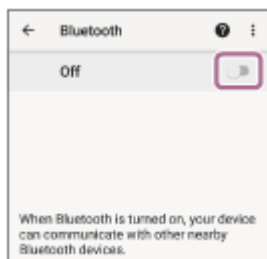 Bluetooth
Off
When Bluetooth is turned on, your device
can communicate with other nearby
Bluetooth devices.